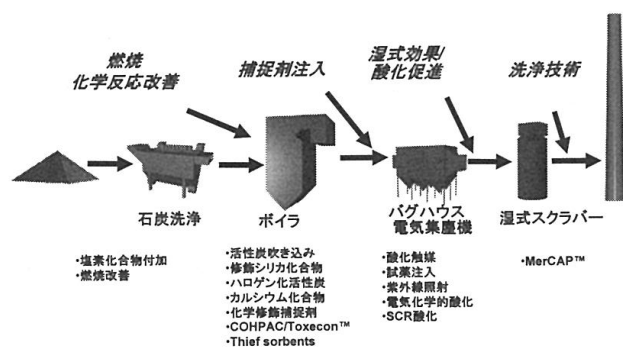 燃焼
化学反応改善
捕捉剤注入
湿式効果/
酸化促進
洗浄技術
石炭洗浄
ボイラ
バグハウス
電気集塵機
湿式スクラバー
・塩素化合物付加
・燃焼改善
・活性炭吹き込み
・修飾シリカ化合物
・ハロゲン化活性炭
・カルシウム化合物
・化学修飾捕捉剤
・COHPAC/Toxecon™
・Thief sorbents
・酸化触媒
・試薬注入
・紫外線照射
・電気化学的酸化
・SCR酸化
・MerCAP™